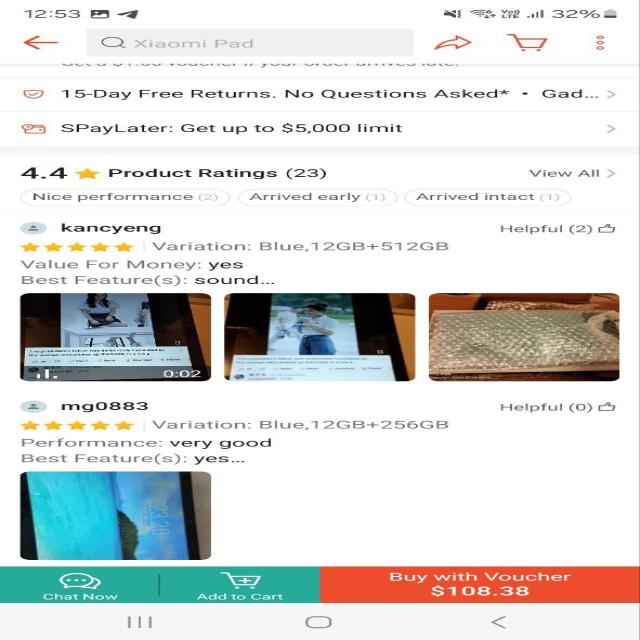 12:53
32%
Xiaomi Pad
Get a $1.00 voucher if your order arrives late.
15-Day Free Returns. No Questions Asked* • Gad... >
SPayLater: Get up to $5,000 limit >
4.4 Product Ratings (23) View All >
Nice performance (2) Arrived early (1) Arrived intact (1)
kancyeng Helpful (2)
Variation: Blue,12GB+512GB
Value For Money: yes
Best Feature(s): sound...
0:02
mg0883 Helpful (0)
Variation: Blue,12GB+256GB
Performance: very good
Best Feature(s): yes...
Chat Now
Add to Cart
Buy with Voucher
$108.38